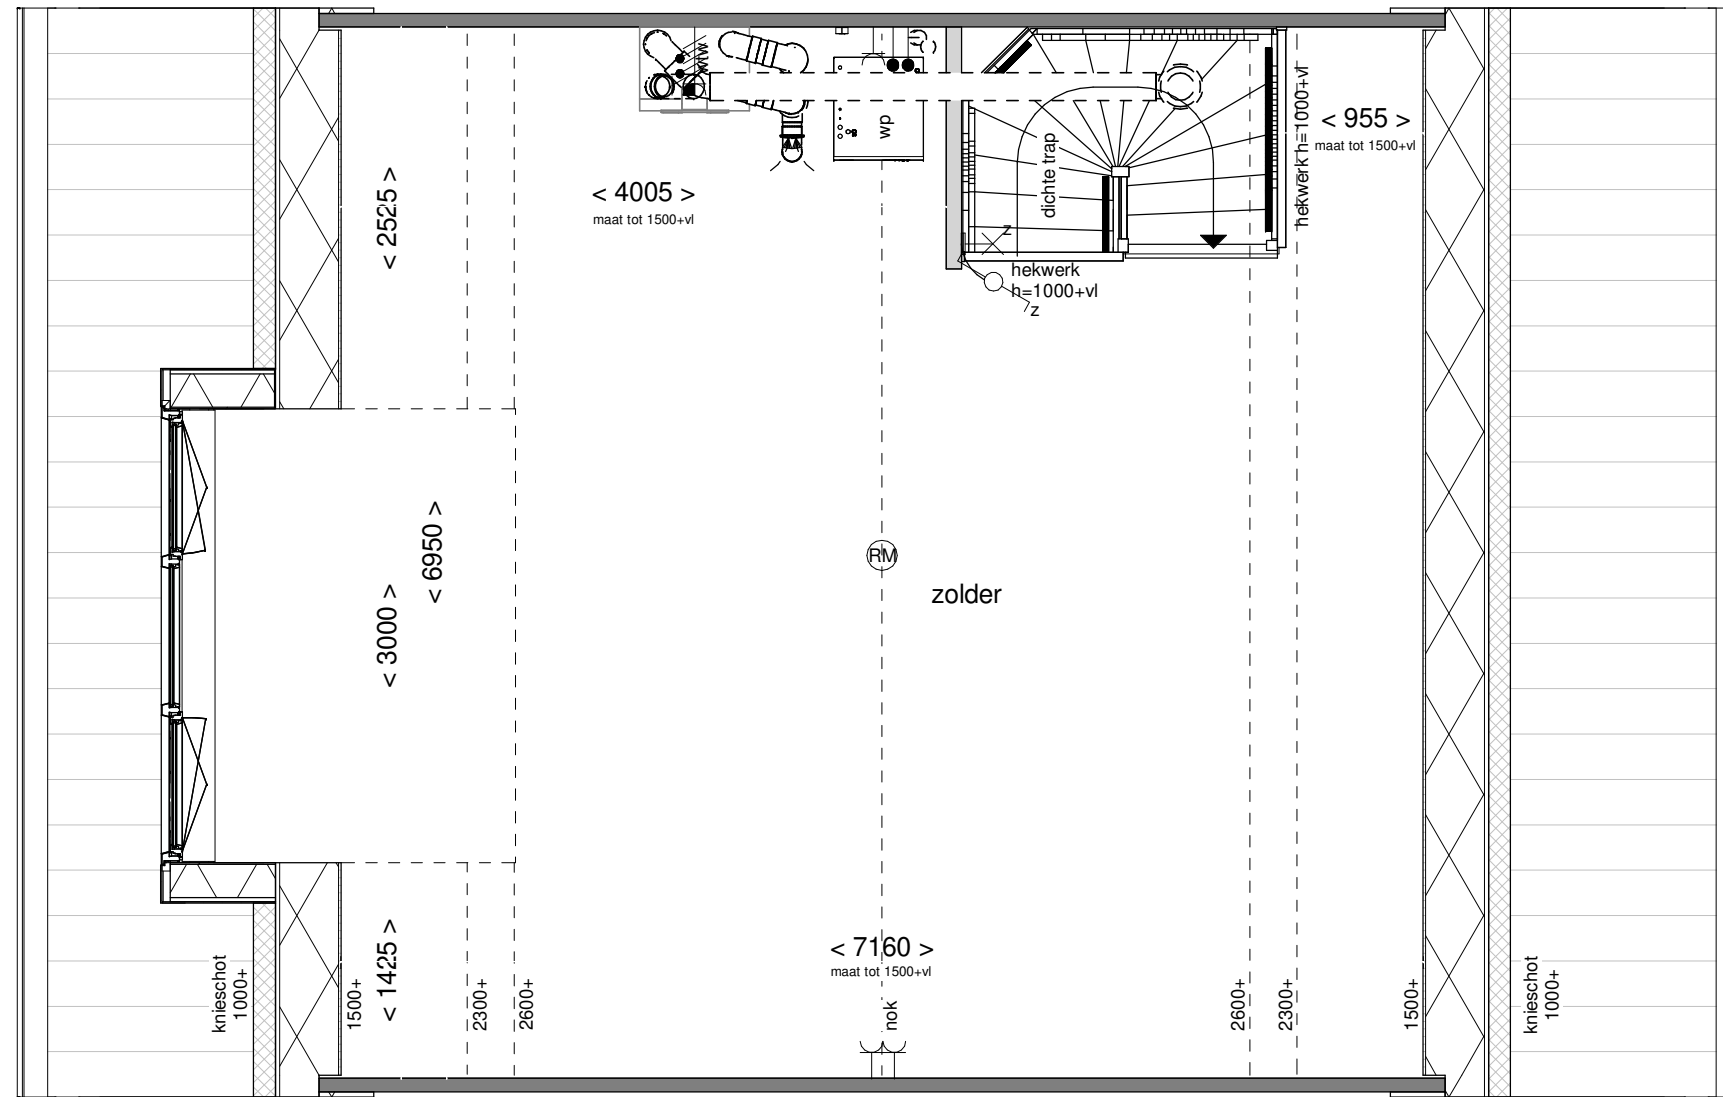 wtw
wp
< 4005 >
maat tot 1500+vl
< 2525 >
dichte trap
hekwerk h=1000+vl
< 955 >
maat tot 1500+vl
z
hekwerk
h=1000+vl
z
< 6950 >
< 3000 >
RM
zolder
< 1425 >
< 7160 >
maat tot 1500+vl
knieschot
1000+
1500+
2300+
2600+
nok
2600+
2300+
1500+
knieschot
1000+